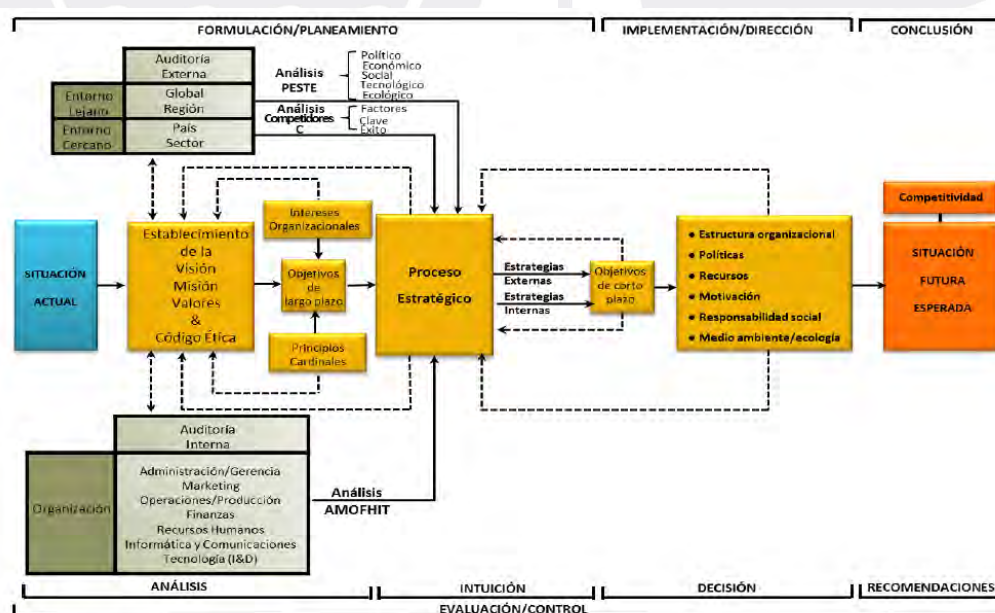 FORMULACIÓN/PLANEAMIENTO
IMPLEMENTACIÓN/DIRECCIÓN
CONCLUSIÓN
Auditoría
Externa
Entorno
Lejano
Global
Región
Entorno
Cercano
País
Sector
Análisis
PESTE
Político
Económico
Social
Tecnológico
Ecológico
Análisis
Competidores
C
Factores
Clave
Éxito
SITUACIÓN
ACTUAL
Establecimiento
de la
Visión
Misión
Valores
&
Código Ética
Intereses
Organizacionales
Objetivos
de
largo plazo
Principios
Cardinales
Proceso
Estratégico
Estrategias
Externas
Estrategias
Internas
Objetivos
de corto
plazo
● Estructura organizacional
● Políticas
● Recursos
● Motivación
● Responsabilidad social
● Medio ambiente/ecología
Competitividad
SITUACIÓN
FUTURA
ESPERADA
Auditoría
Interna
Organización
Administración/Gerencia
Marketing
Operaciones/Producción
Finanzas
Recursos Humanos
Informática y Comunicaciones
Tecnología (I&D)
Análisis
AMOFHIT
ANÁLISIS
INTUICIÓN
DECISIÓN
RECOMENDACIONES
EVALUACIÓN/CONTROL